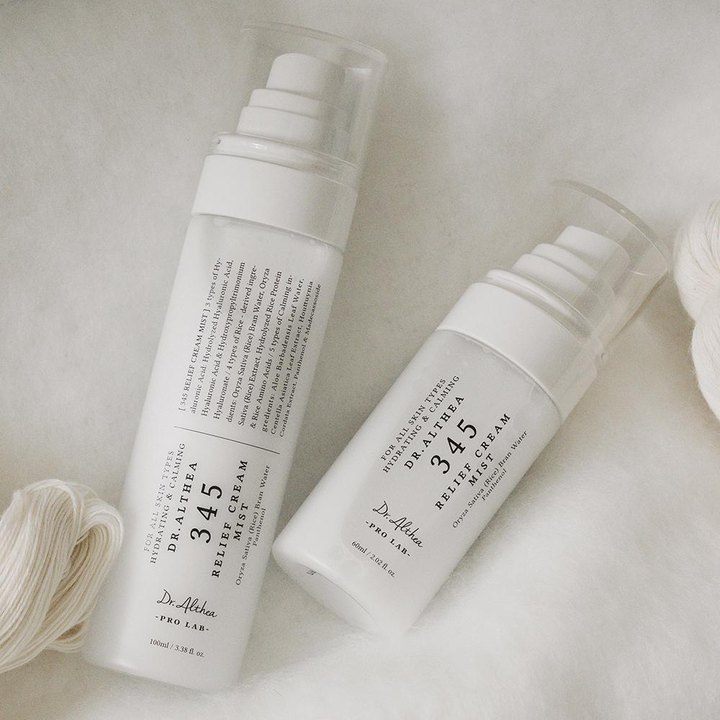 [ 345 RELIEF CREAM MIST ] 3 types of Hy-
aluronic Acid: Hydrolyzed Hyaluronic Acid,
Hyaluronic Acid & Hydroxypropyltrimonium
Hyaluronate / 4 types of Rice - derived ingre-
dients: Oryza Sativa (Rice) Bran Water, Oryza
Sativa (Rice) Extract, Hydrolyzed Rice Protein
& Rice Amino Acids / 5 types of Calming in-
gredients: Aloe Barbadensis Leaf Water,
Centella Asiatica Leaf Extract, Houttuynia
Cordata Extract, Panthenol & Madecassoside
FOR ALL SKIN TYPES
HYDRATING & CALMING
DR.ALTHEA
345
RELIEF CREAM
MIST
Oryza Sativa (Rice) Bran Water
Panthenol
Dr.Althea
-PRO LAB-
100ml / 3.38 fl. oz.
FOR ALL SKIN TYPES
HYDRATING & CALMING
DR.ALTHEA
345
RELIEF CREAM
MIST
Oryza Sativa (Rice) Bran Water
Panthenol
Dr.Althea
-PRO LAB-
60ml / 2.02 fl. oz.